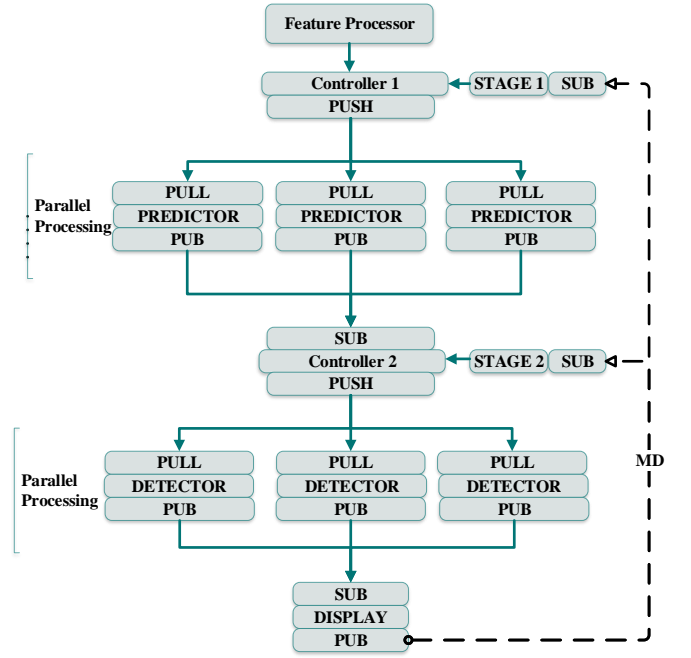 Feature Processor
Controller 1
STAGE 1
SUB
PUSH
Parallel
Processing
PULL
PULL
PULL
PREDICTOR
PREDICTOR
PREDICTOR
PUB
PUB
PUB
SUB
Controller 2
STAGE 2
SUB
PUSH
Parallel
Processing
PULL
PULL
PULL
DETECTOR
DETECTOR
DETECTOR
PUB
PUB
PUB
MD
SUB
DISPLAY
PUB